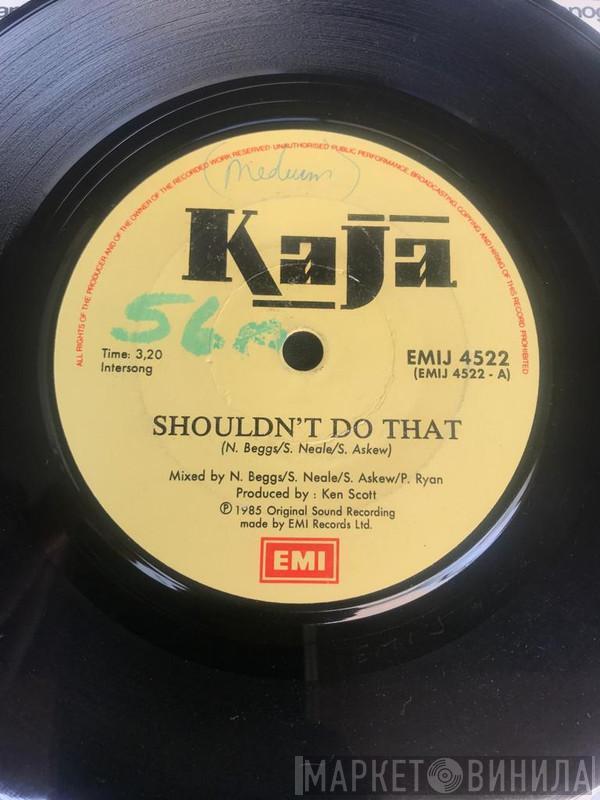 ALL RIGHTS OF THE PRODUCER AND OF THE OWNER OF THE RECORDED WORK RESERVED UNAUTHORISED PUBLIC PERFORMANCE, BROADCASTING, COPYING AND HIRING OF THIS RECORD PROHIBITED
(Medium)
KaJa
Time: 3,20
Intersong
EMIJ 4522
(EMIJ 4522 - A)
SHOULDN'T DO THAT
(N. Beggs/S. Neale/S. Askew)
Mixed by N. Beggs/S. Neale/S. Askew/P. Ryan
Produced by : Ken Scott
Ⓟ 1985 Original Sound Recording
made by EMI Records Ltd.
EMI
EMIJ
МАРКЕТ ВИНИЛА